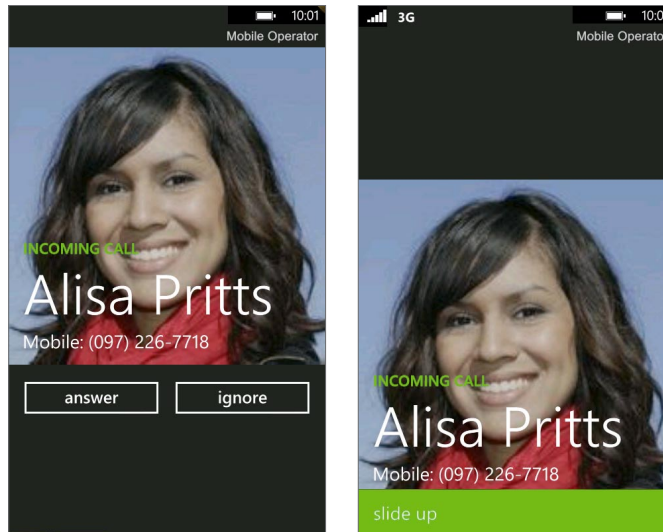 10:01
Mobile Operator
INCOMING CALL
Alisa Pritts
Mobile: (097) 226-7718
answer
ignore
3G
Mobile
INCOMING CALL
Alisa Pritts
Mobile: (097) 226-7718
slide up